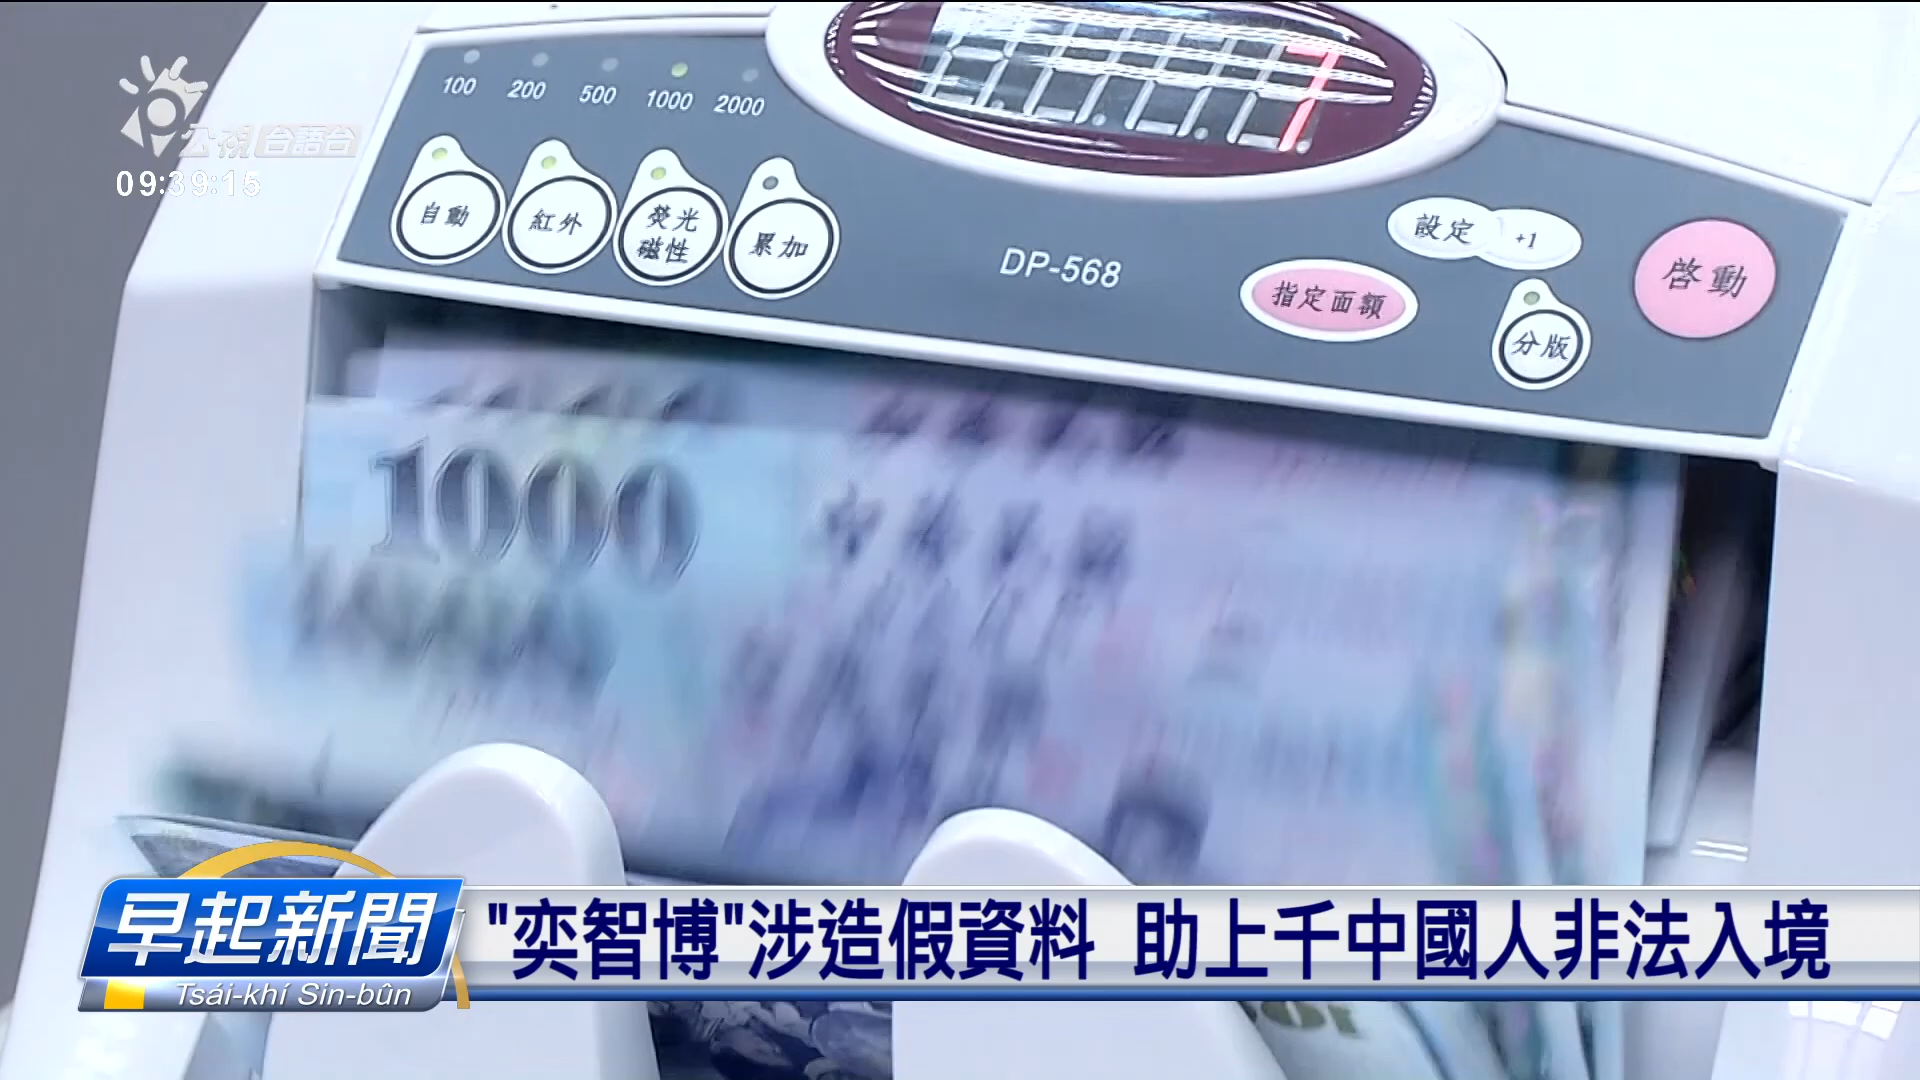 公視 台語台
09:39:15
100 200 500 1000 2000
自動
紅外
熒光
磁性
累加
DP-568
設定
+1
指定面額
分版
啓動
1000
早起新聞
Tsái-khí Sin-bûn
"奕智博"涉造假資料 助上千中國人非法入境